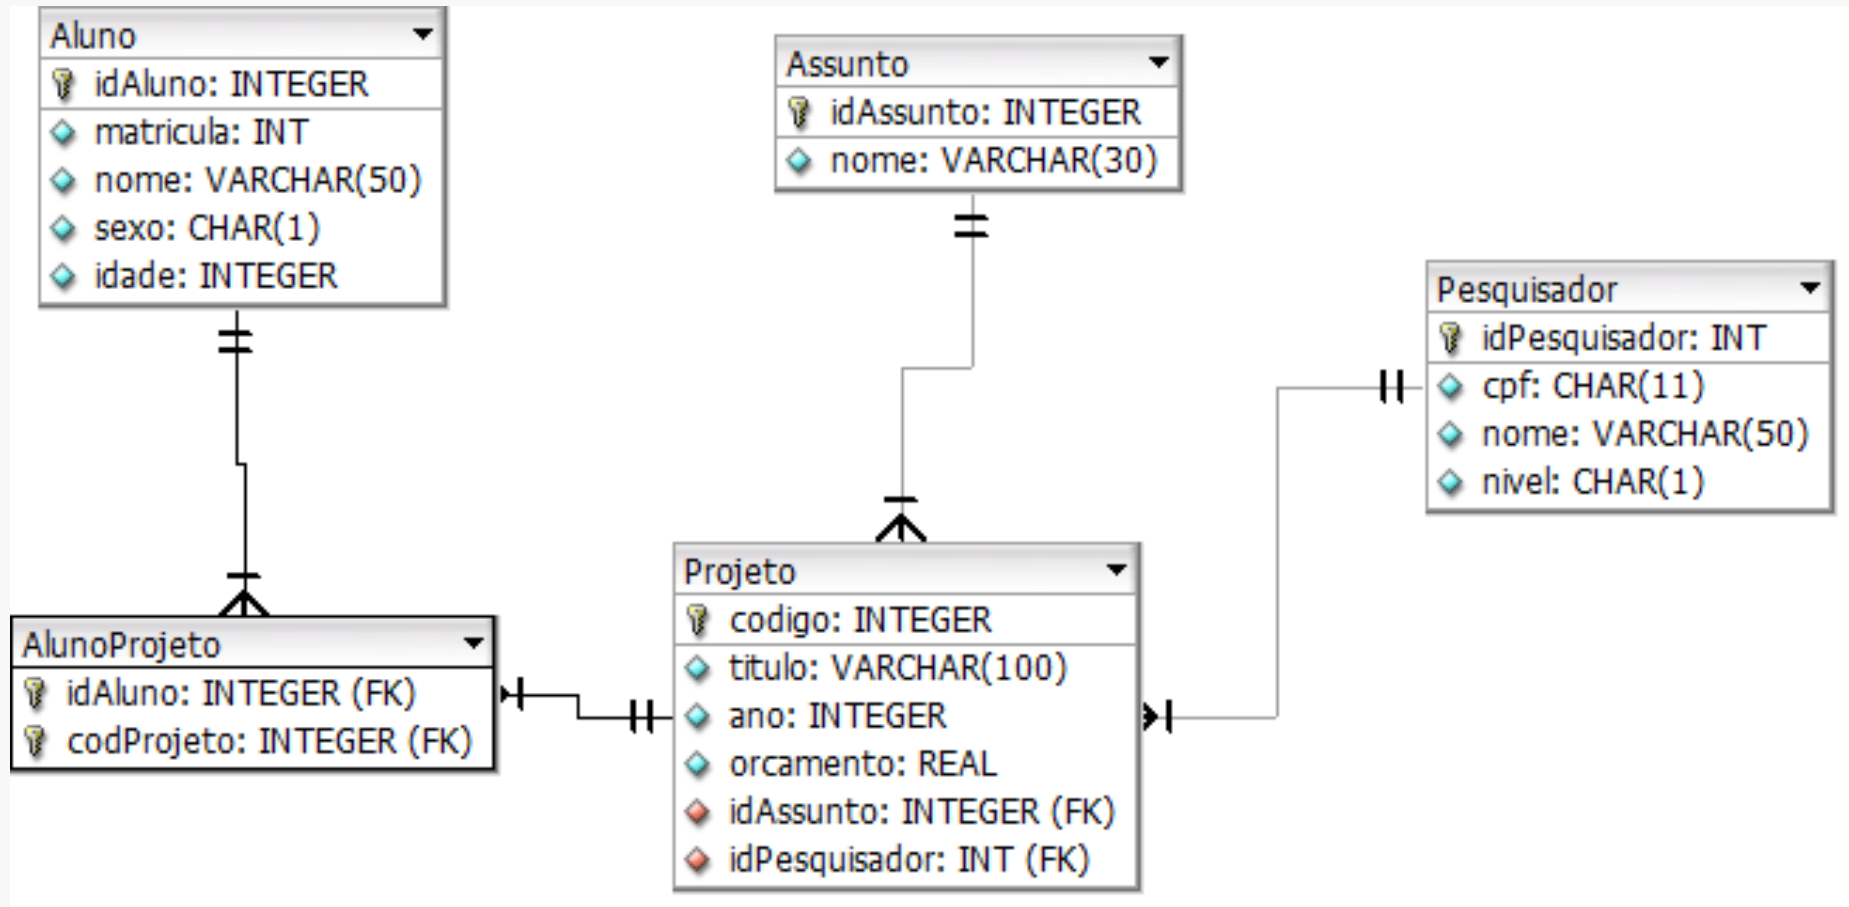 Aluno
idAluno: INTEGER
matricula: INT
nome: VARCHAR(50)
sexo: CHAR(1)
idade: INTEGER
Assunto
idAssunto: INTEGER
nome: VARCHAR(30)
Pesquisador
idPesquisador: INT
cpf: CHAR(11)
nome: VARCHAR(50)
nivel: CHAR(1)
AlunoProjeto
idAluno: INTEGER (FK)
codProjeto: INTEGER (FK)
Projeto
codigo: INTEGER
titulo: VARCHAR(100)
ano: INTEGER
orcamento: REAL
idAssunto: INTEGER (FK)
idPesquisador: INT (FK)